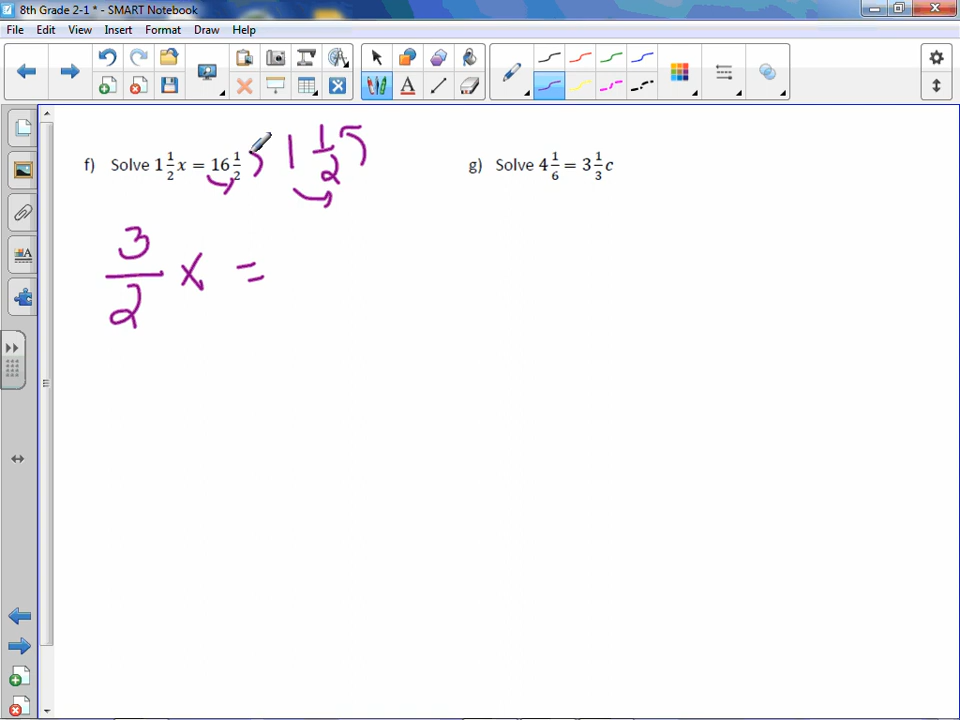 8th Grade 2-1 * - SMART Notebook
File Edit View Insert Format Draw Help
f) Solve 1 1/2 x = 16 1/2
1 1/2
g) Solve 4 1/6 = 3 1/3 c
3/2 x =